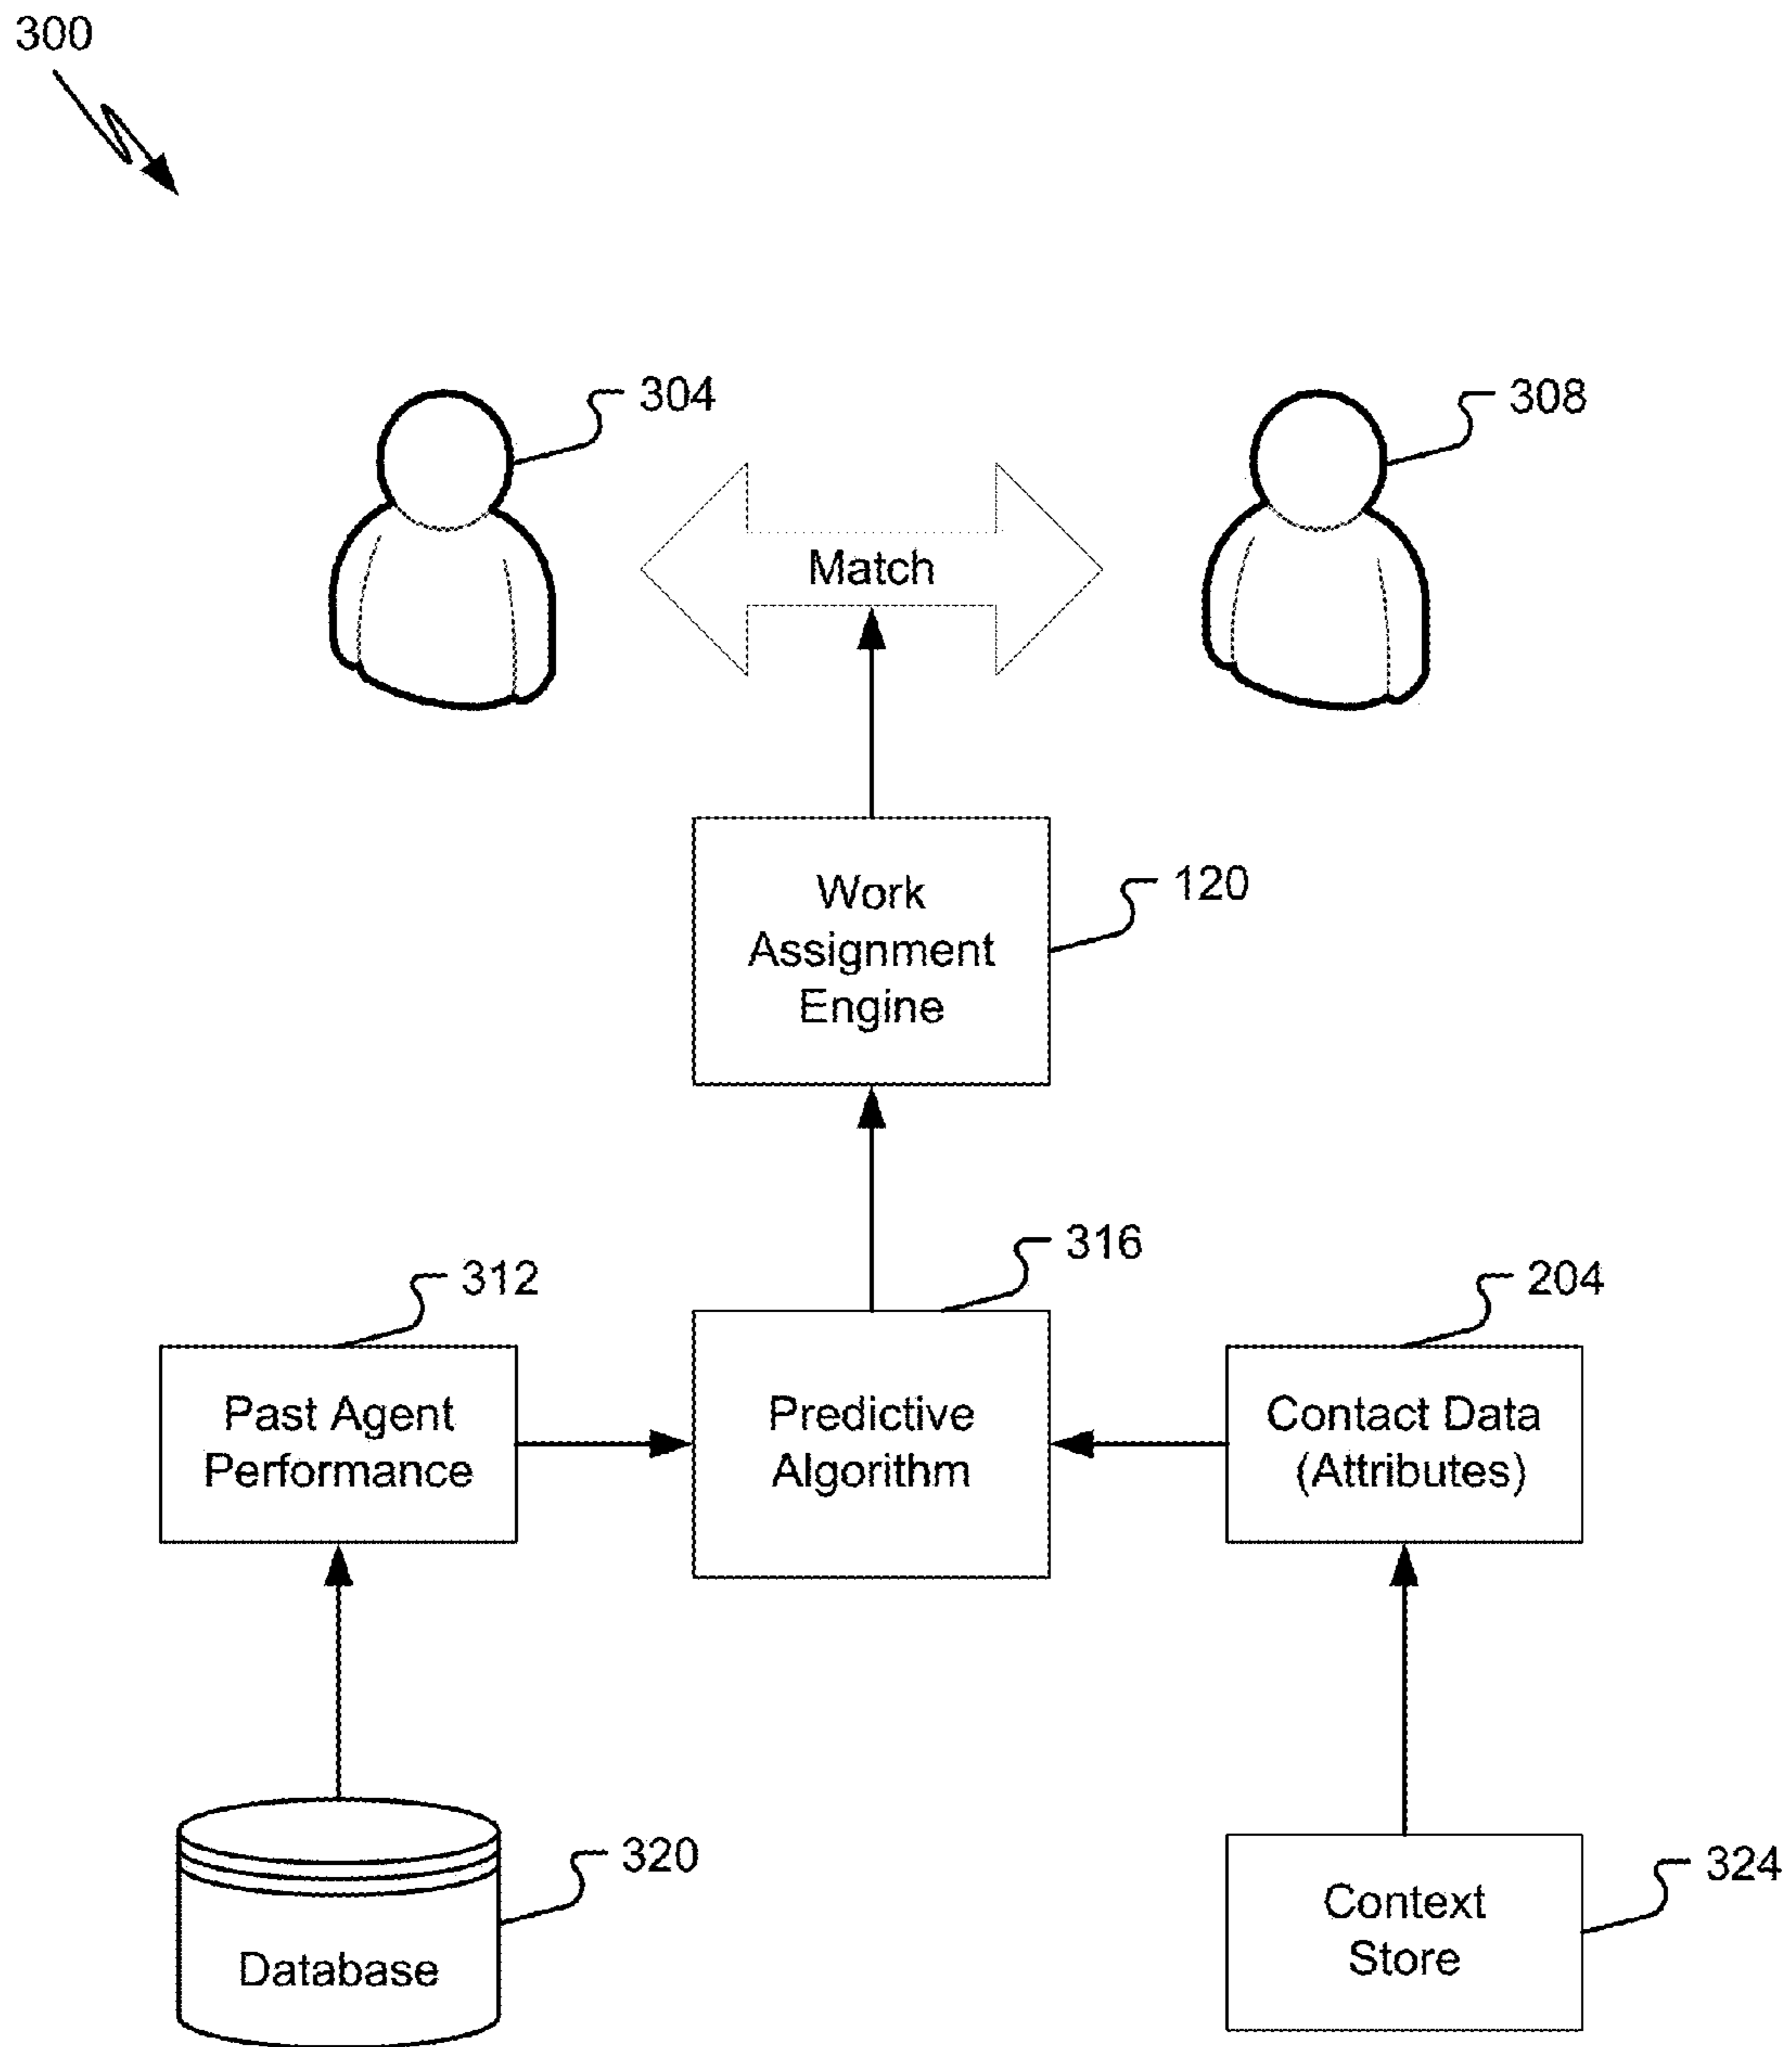 300
304
308
Match
Work
Assignment
Engine
120
316
312
204
Past Agent
Performance
Predictive
Algorithm
Contact Data
(Attributes)
320
324
Database
Context
Store